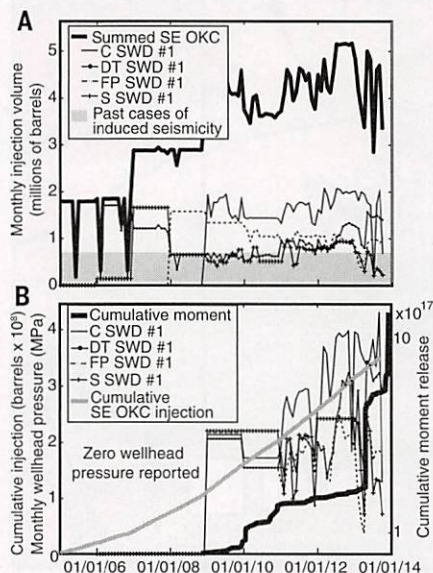 A
Monthly injection volume
(millions of barrels)
5
4
3
2
1
0
Summed SE OKC
C SWD #1
DT SWD #1
FP SWD #1
S SWD #1
Past cases of
induced seismicity
B
Cumulative injection (barrels x 10⁸)
Monthly wellhead pressure (MPa)
4
3
2
1
0
Cumulative moment
C SWD #1
DT SWD #1
FP SWD #1
S SWD #1
Cumulative
SE OKC injection
Zero wellhead
pressure reported
x10¹⁷
10
1
Cumulative moment release
01/01/06 01/01/08 01/01/10 01/01/12 01/01/14